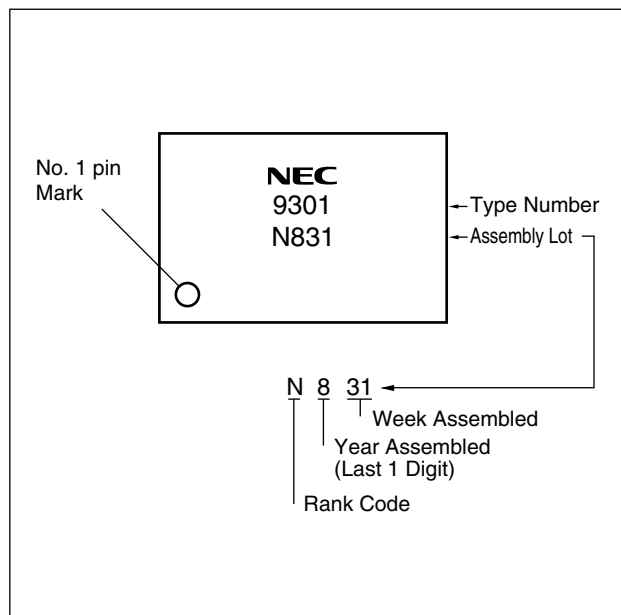 No. 1 pin
Mark
NEC
9301
N831
Type Number
Assembly Lot
N 8 31
Week Assembled
Year Assembled
(Last 1 Digit)
Rank Code